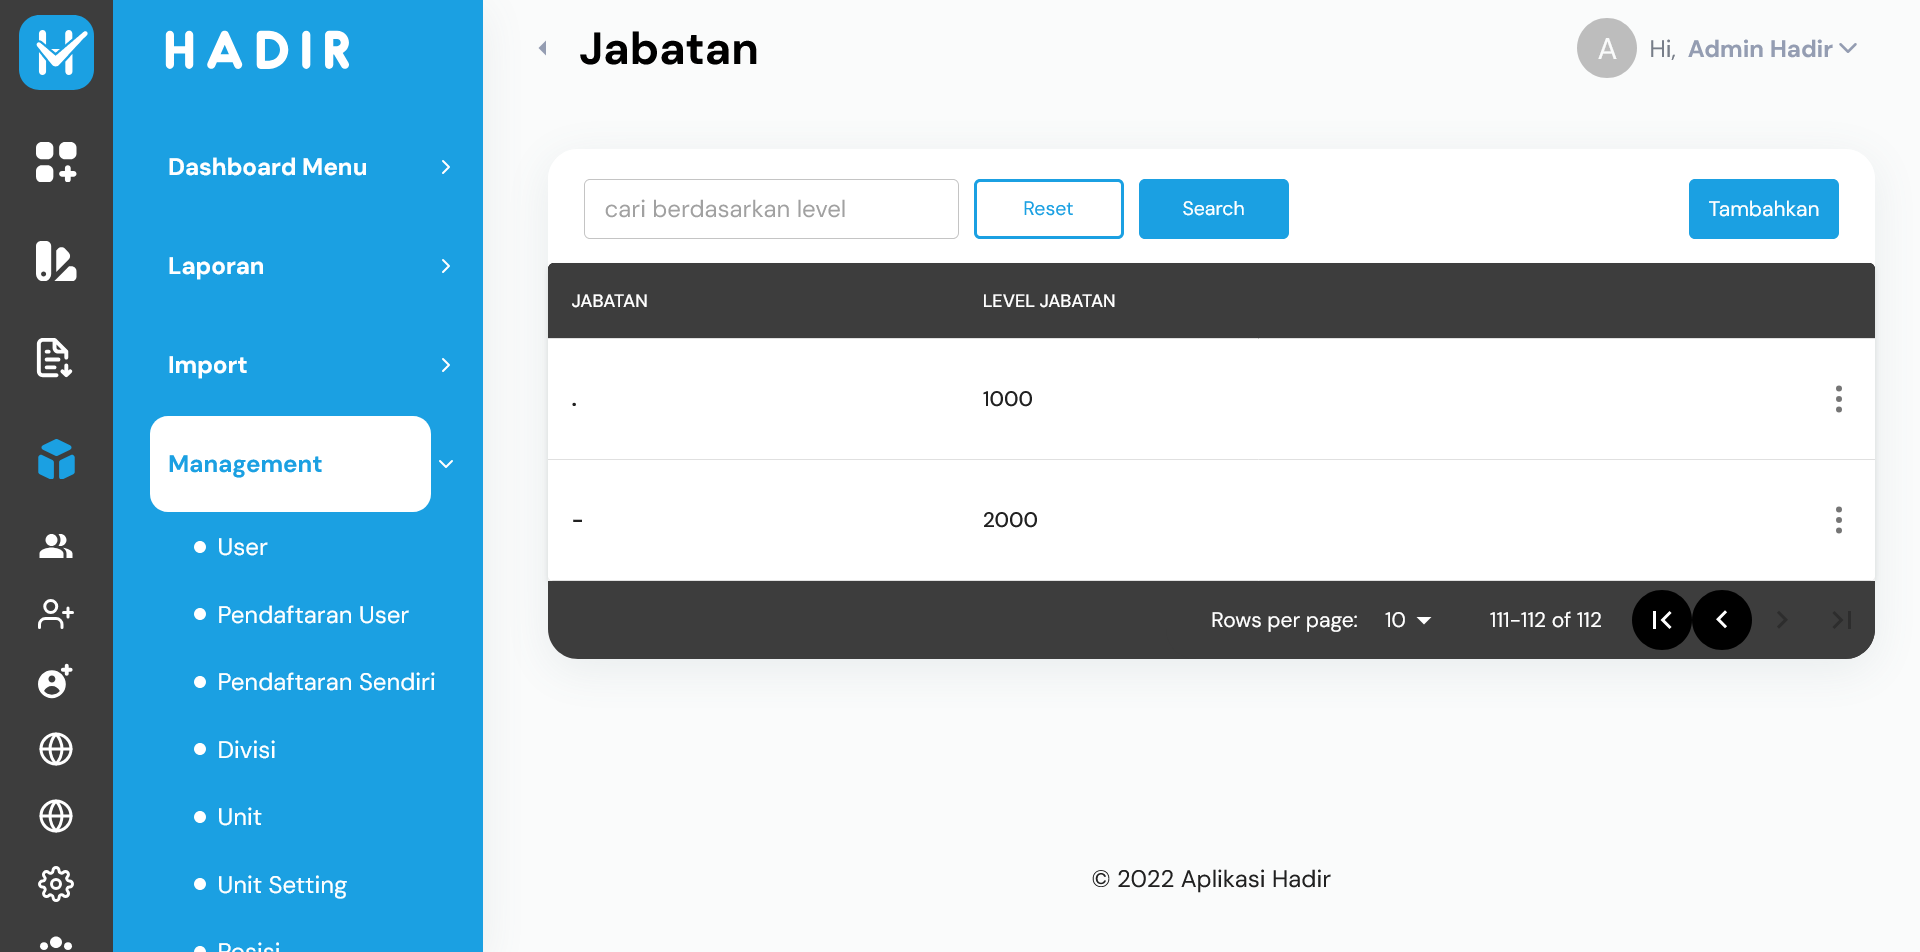 HADIR
Dashboard Menu
Laporan
Import
Management
User
Pendaftaran User
Pendaftaran Sendiri
Divisi
Unit
Unit Setting
Posisi
Jabatan
A Hi, Admin Hadir
cari berdasarkan level Reset Search Tambahkan
JABATAN LEVEL JABATAN
. 1000
- 2000
Rows per page: 10 111-112 of 112
© 2022 Aplikasi Hadir